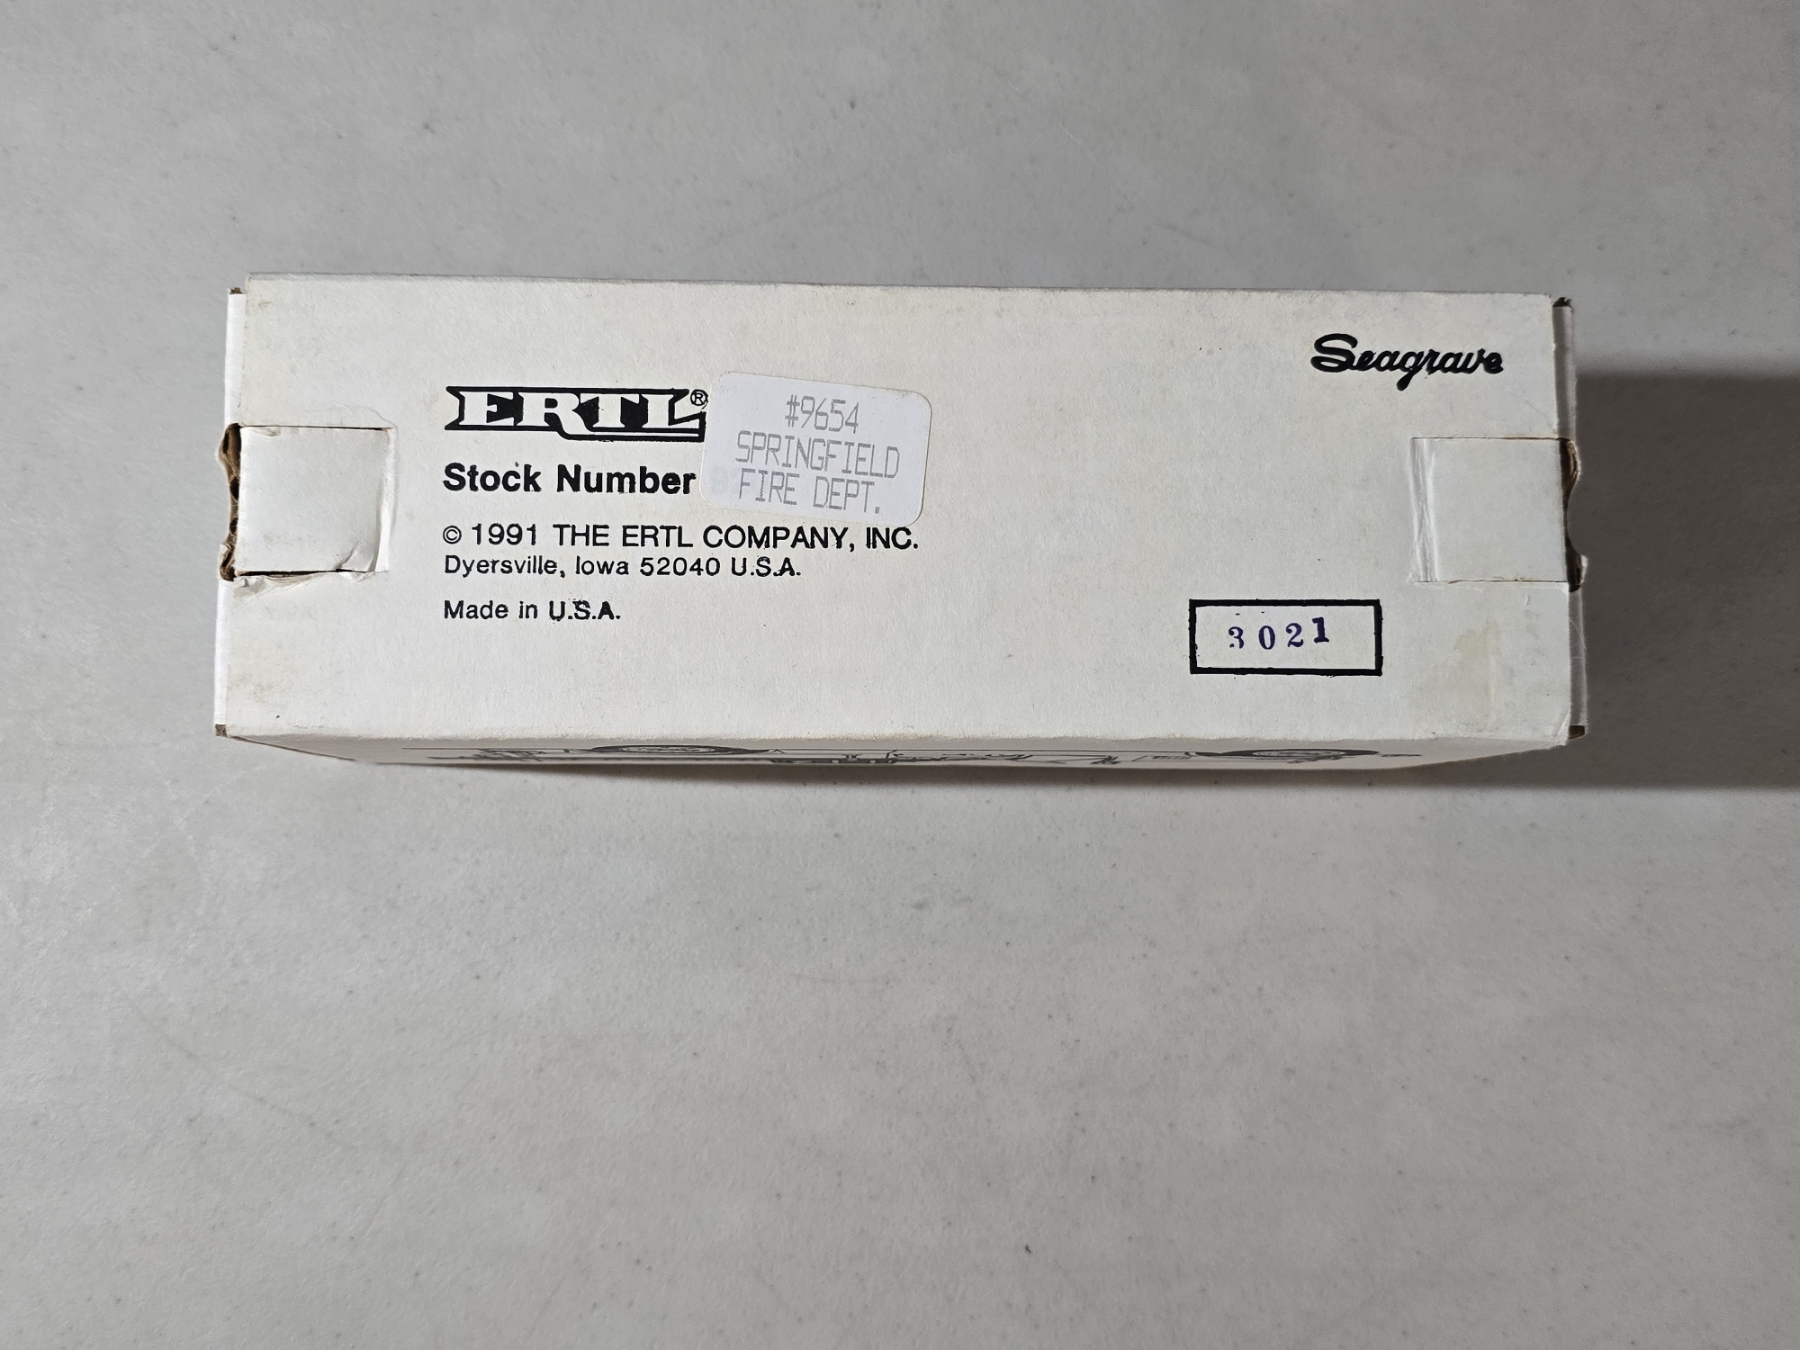 Seagrave
ERTL®
#9654
SPRINGFIELD
FIRE DEPT.
Stock Number
© 1991 THE ERTL COMPANY, INC.
Dyersville, Iowa 52040 U.S.A.
Made in U.S.A.
3021